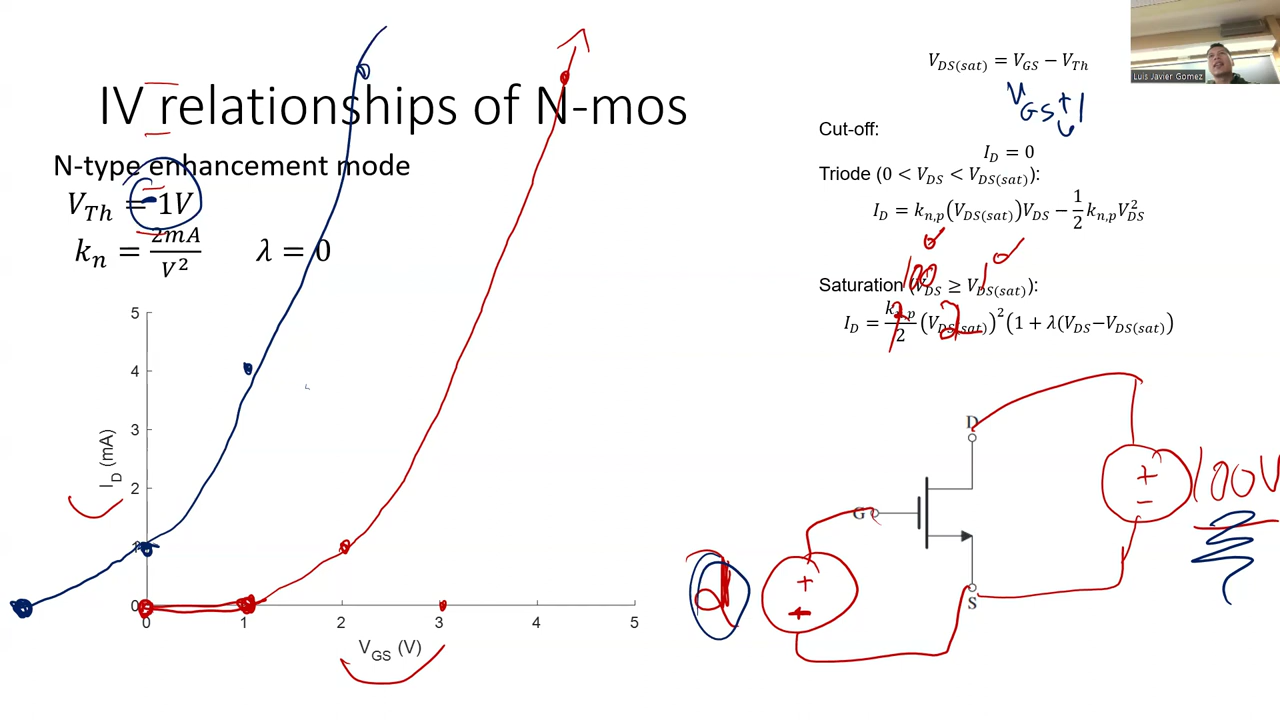 IV relationships of N-mos
N-type enhancement mode
V_Th = -1V
k_n = 2mA/V² λ = 0
V_DS(sat) = V_GS − V_Th
V_GS + 1
Cut-off:
I_D = 0
Triode (0 < V_DS < V_DS(sat)):
I_D = k_n,p(V_DS(sat))V_DS − 1/2 k_n,p V²_DS
100 1
Saturation (V_DS ≥ V_DS(sat)):
I_D = k_n,p/2 (V_DS(sat))²(1 + λ(V_DS−V_DS(sat))
2
5
4
3
2
1
0
I_D (mA)
0 1 2 3 4 5
V_GS (V)
D
G
S
+
-
+
100V
Luis Javier Gomez